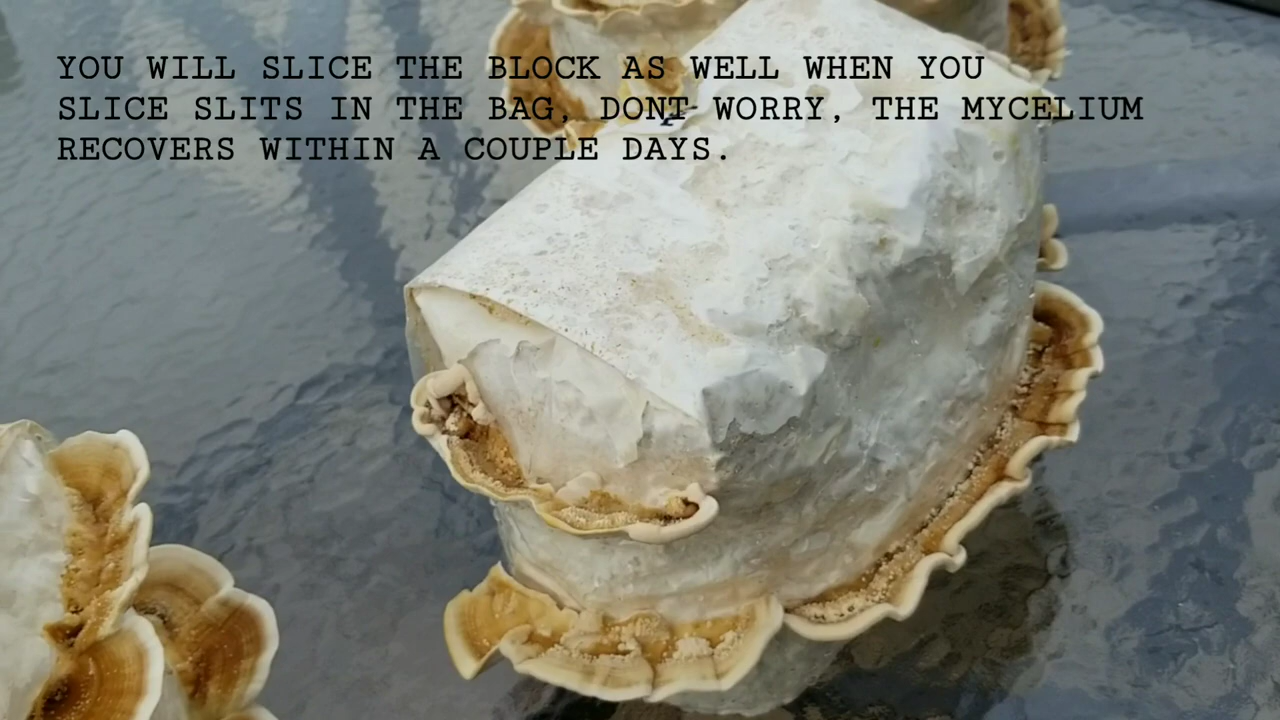 YOU WILL SLICE THE BLOCK AS WELL WHEN YOU
SLICE SLITS IN THE BAG, DONT WORRY, THE MYCELIUM
RECOVERS WITHIN A COUPLE DAYS.